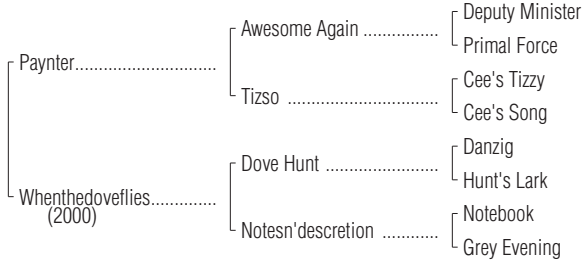 Deputy Minister
Awesome Again ................
Primal Force
Paynter.............................
Cee's Tizzy
Tizso ...............................
Cee's Song
Danzig
Dove Hunt .......................
Hunt's Lark
Whenthedoveflies.............
(2000)
Notebook
Notesn'descretion ............
Grey Evening